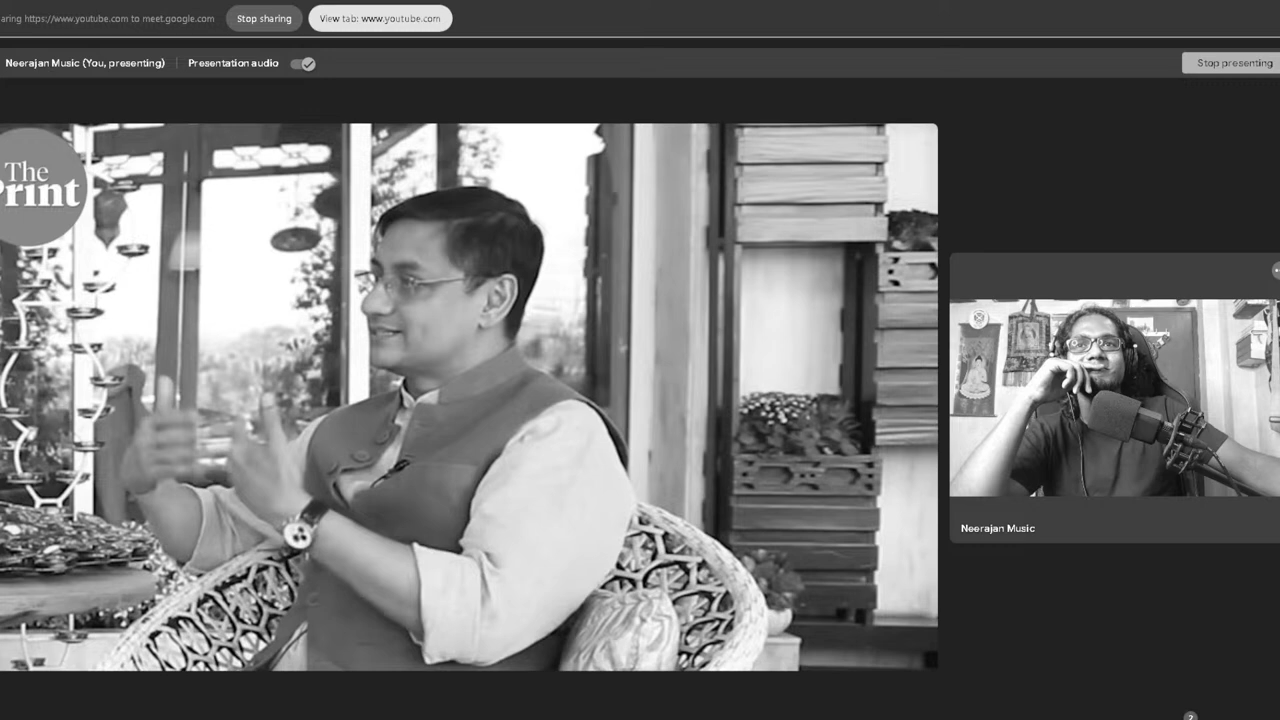 aring https://www.youtube.com to meet.google.com
Stop sharing
View tab: www.youtube.com
Neerajan Music (You, presenting)
Presentation audio
Stop presenting
The
Print
Neerajan Music
2